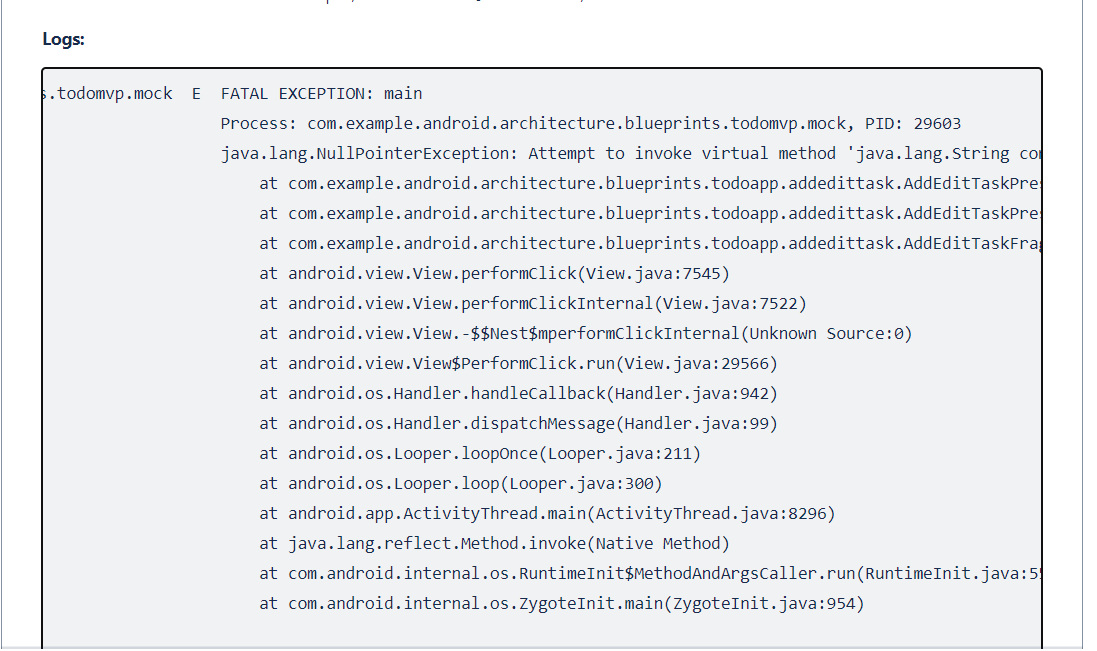 Logs:
s.todomvp.mock E FATAL EXCEPTION: main
Process: com.example.android.architecture.blueprints.todomvp.mock, PID: 29603
java.lang.NullPointerException: Attempt to invoke virtual method 'java.lang.String co
at com.example.android.architecture.blueprints.todoapp.addedittask.AddEditTaskPre
at com.example.android.architecture.blueprints.todoapp.addedittask.AddEditTaskPre
at com.example.android.architecture.blueprints.todoapp.addedittask.AddEditTaskFra
at android.view.View.performClick(View.java:7545)
at android.view.View.performClickInternal(View.java:7522)
at android.view.View.-$$Nest$mperformClickInternal(Unknown Source:0)
at android.view.View$PerformClick.run(View.java:29566)
at android.os.Handler.handleCallback(Handler.java:942)
at android.os.Handler.dispatchMessage(Handler.java:99)
at android.os.Looper.loopOnce(Looper.java:211)
at android.os.Looper.loop(Looper.java:300)
at android.app.ActivityThread.main(ActivityThread.java:8296)
at java.lang.reflect.Method.invoke(Native Method)
at com.android.internal.os.RuntimeInit$MethodAndArgsCaller.run(RuntimeInit.java:5
at com.android.internal.os.ZygoteInit.main(ZygoteInit.java:954)